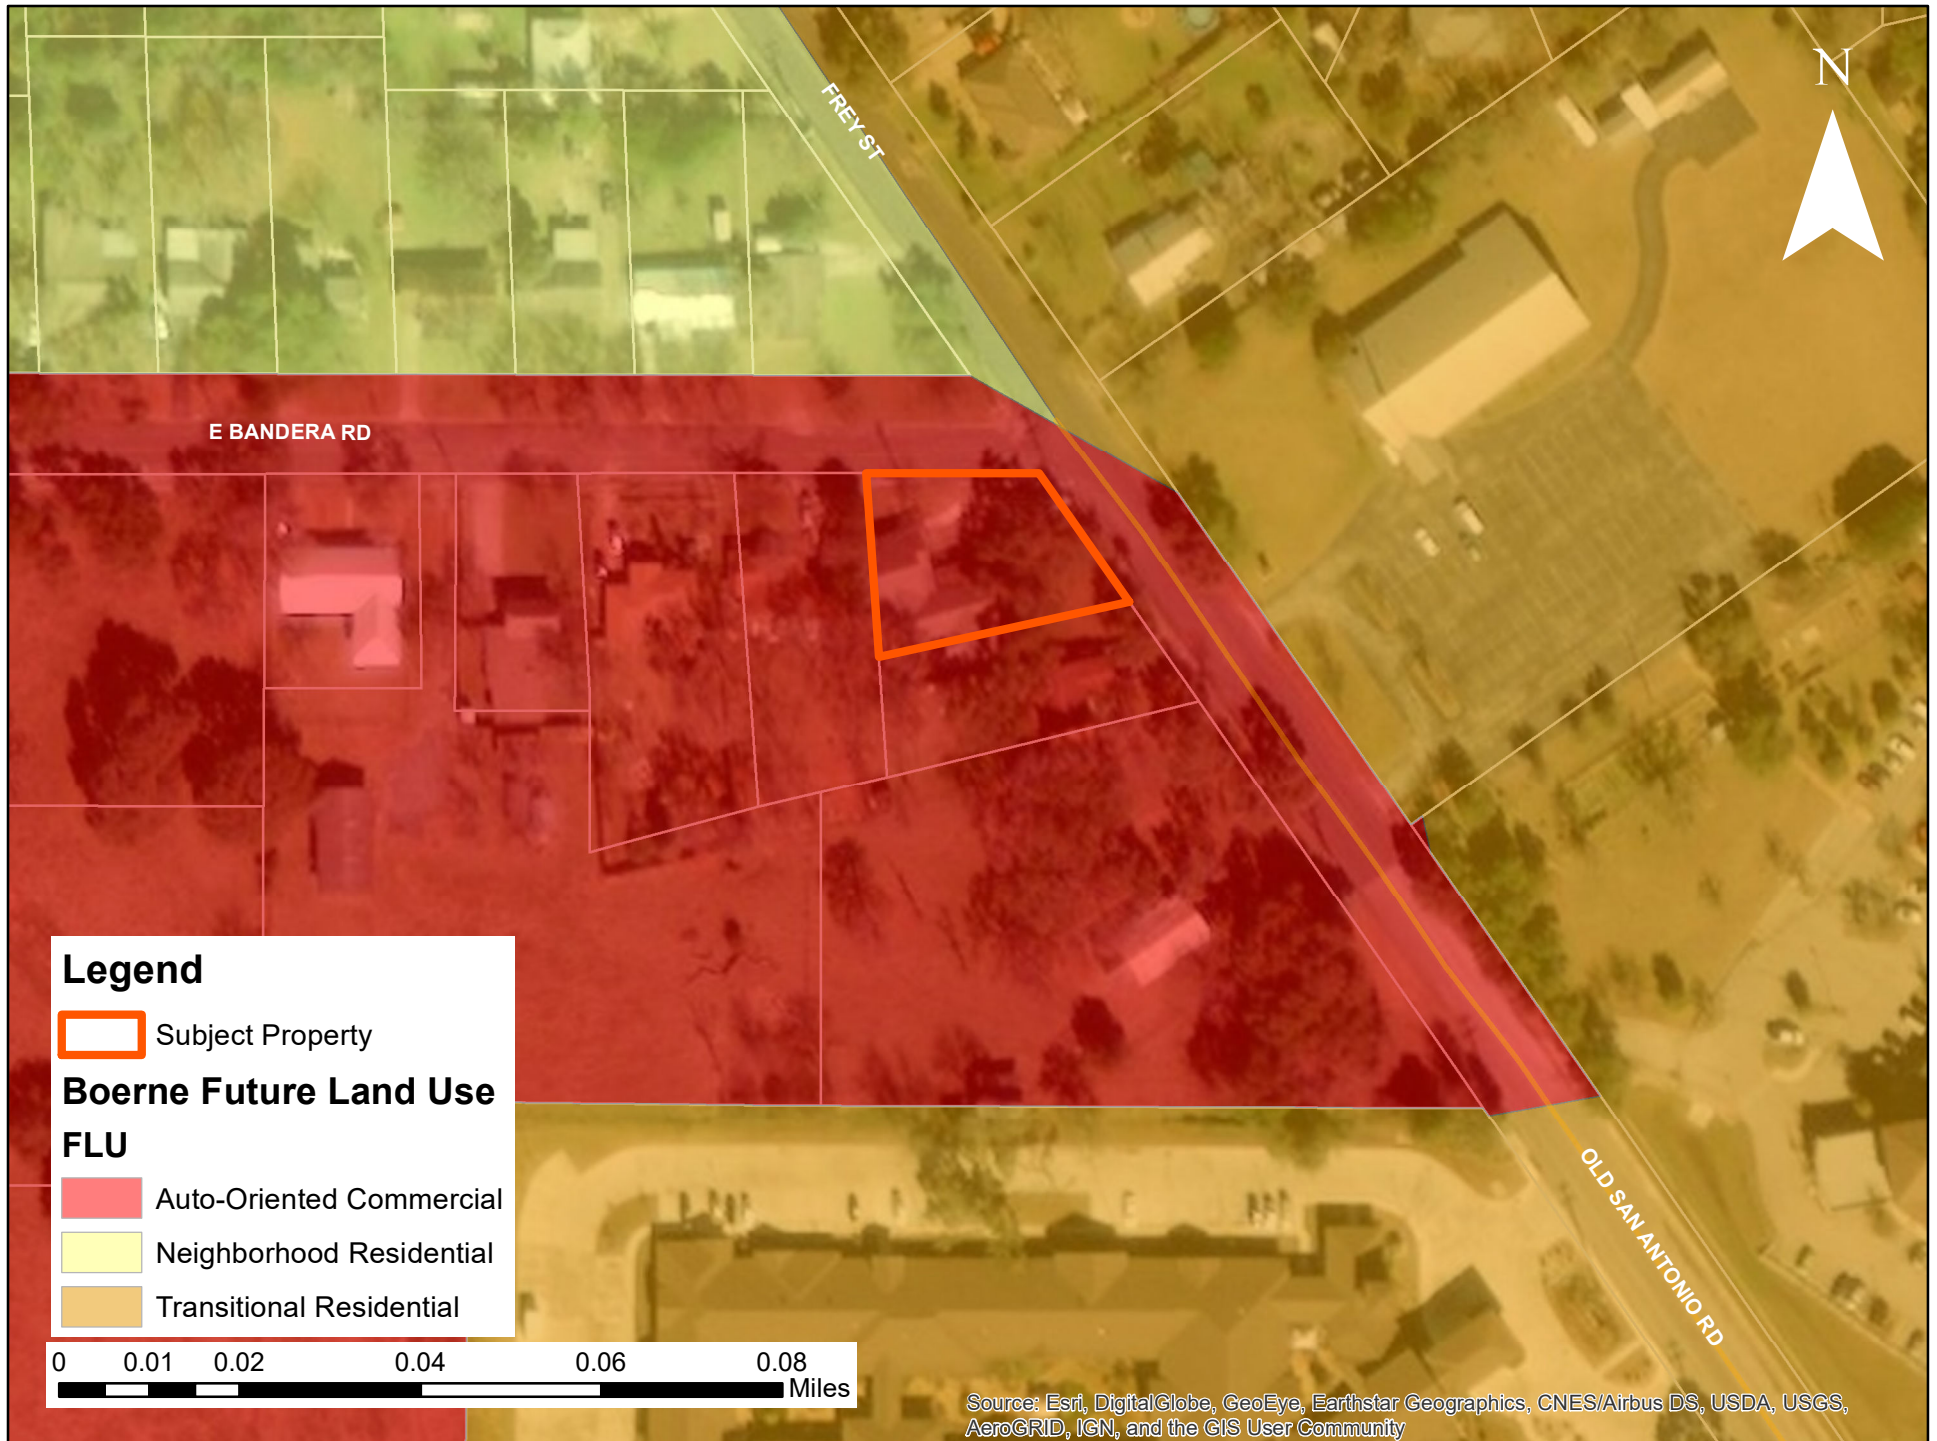 N
FREY ST
E BANDERA RD
OLD SAN ANTONIO RD
Legend
Subject Property
Boerne Future Land Use
FLU
Auto-Oriented Commercial
Neighborhood Residential
Transitional Residential
0 0.01 0.02 0.04 0.06 0.08
Miles
Source: Esri, DigitalGlobe, GeoEye, Earthstar Geographics, CNES/Airbus DS, USDA, USGS,
AeroGRID, IGN, and the GIS User Community